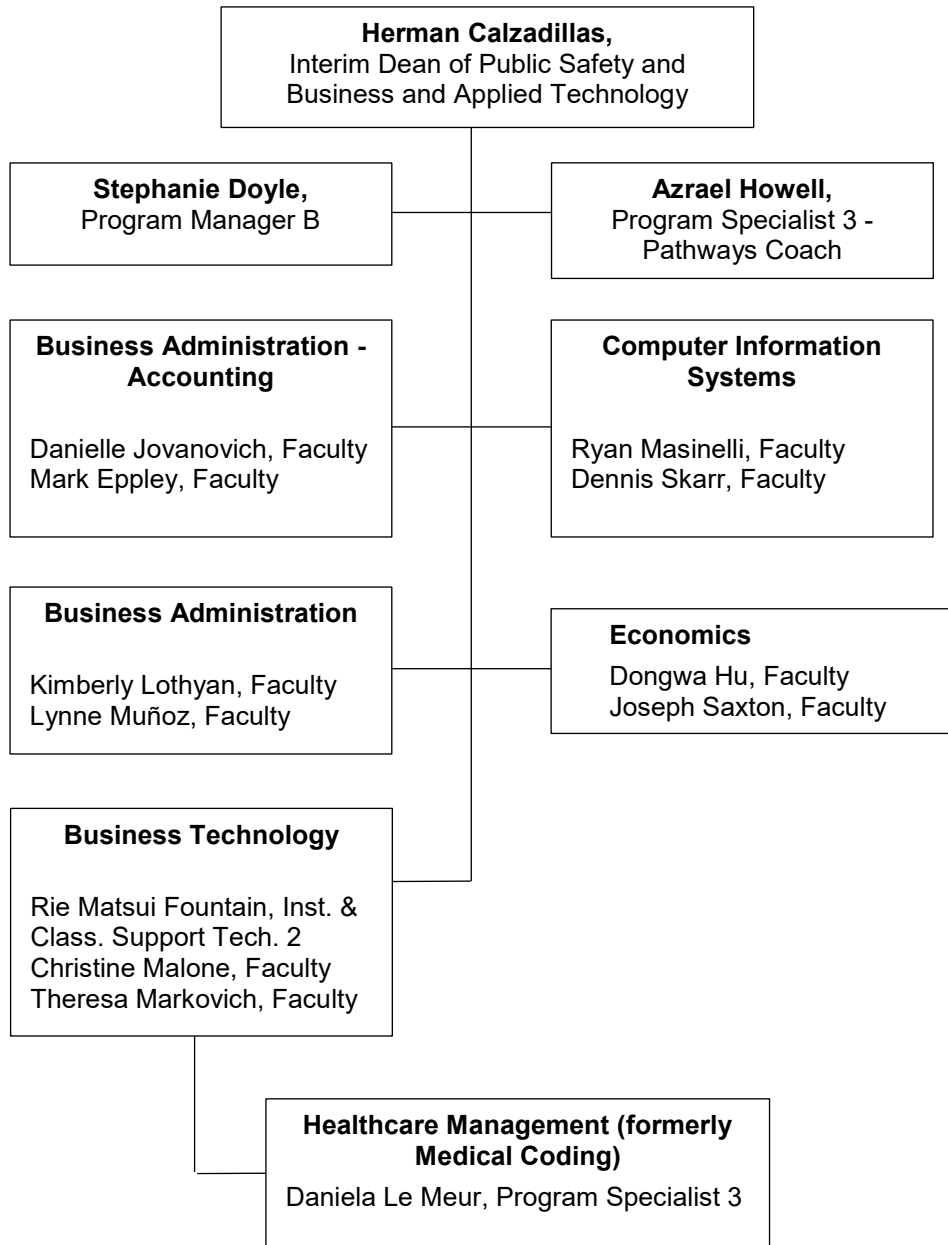 Herman Calzadillas,
Interim Dean of Public Safety and
Business and Applied Technology
Stephanie Doyle,
Program Manager B
Azrael Howell,
Program Specialist 3 -
Pathways Coach
Business Administration -
Accounting
Danielle Jovanovich, Faculty
Mark Eppley, Faculty
Computer Information
Systems
Ryan Masinelli, Faculty
Dennis Skarr, Faculty
Business Administration
Kimberly Lothyan, Faculty
Lynne Muñoz, Faculty
Economics
Dongwa Hu, Faculty
Joseph Saxton, Faculty
Business Technology
Rie Matsui Fountain, Inst. &
Class. Support Tech. 2
Christine Malone, Faculty
Theresa Markovich, Faculty
Healthcare Management (formerly
Medical Coding)
Daniela Le Meur, Program Specialist 3